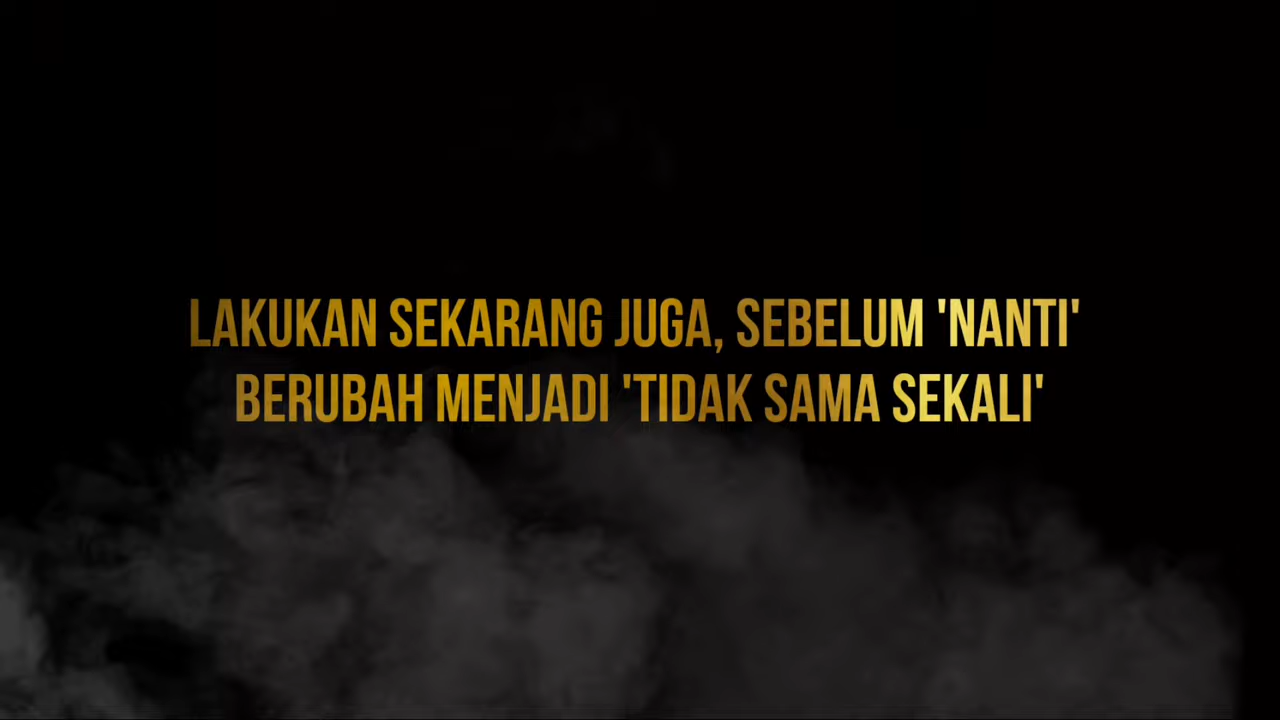 LAKUKAN SEKARANG JUGA, SEBELUM 'NANTI'
BERUBAH MENJADI 'TIDAK SAMA SEKALI'